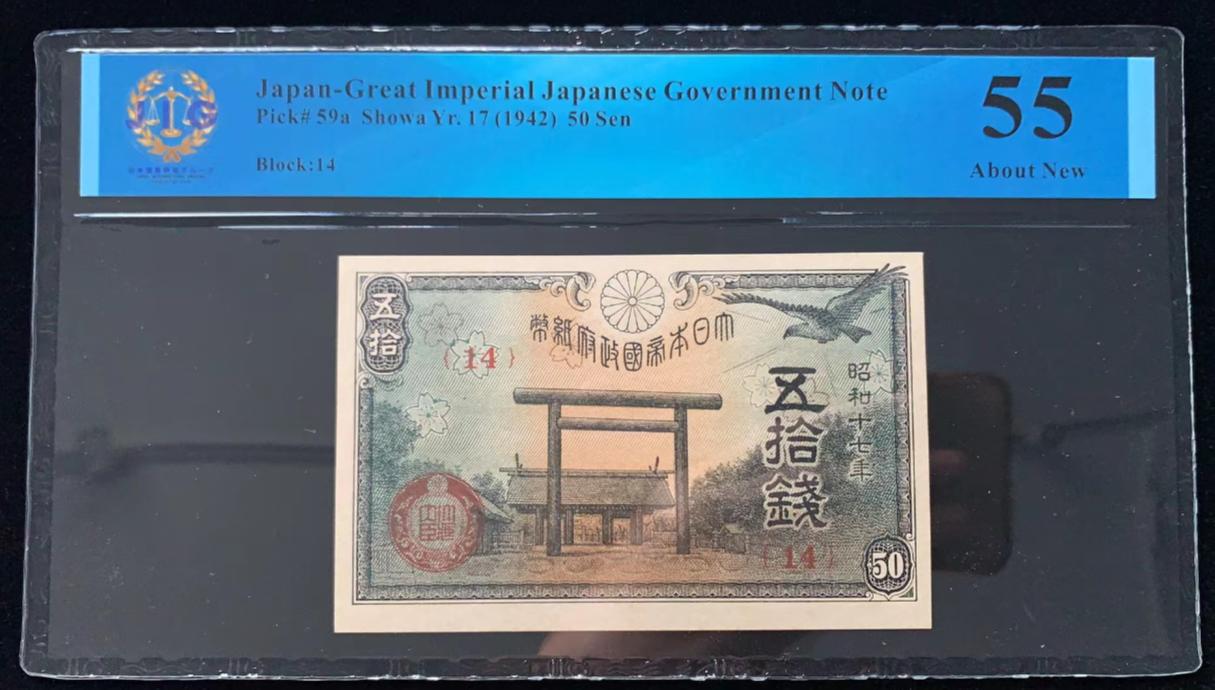 Japan-Great Imperial Japanese Government Note
Pick# 59a Showa Yr. 17 (1942) 50 Sen
Block:14
55
About New
JIG
五拾
大日本帝國政府紙幣
{14}
昭和十七年
五拾錢
{14}
50